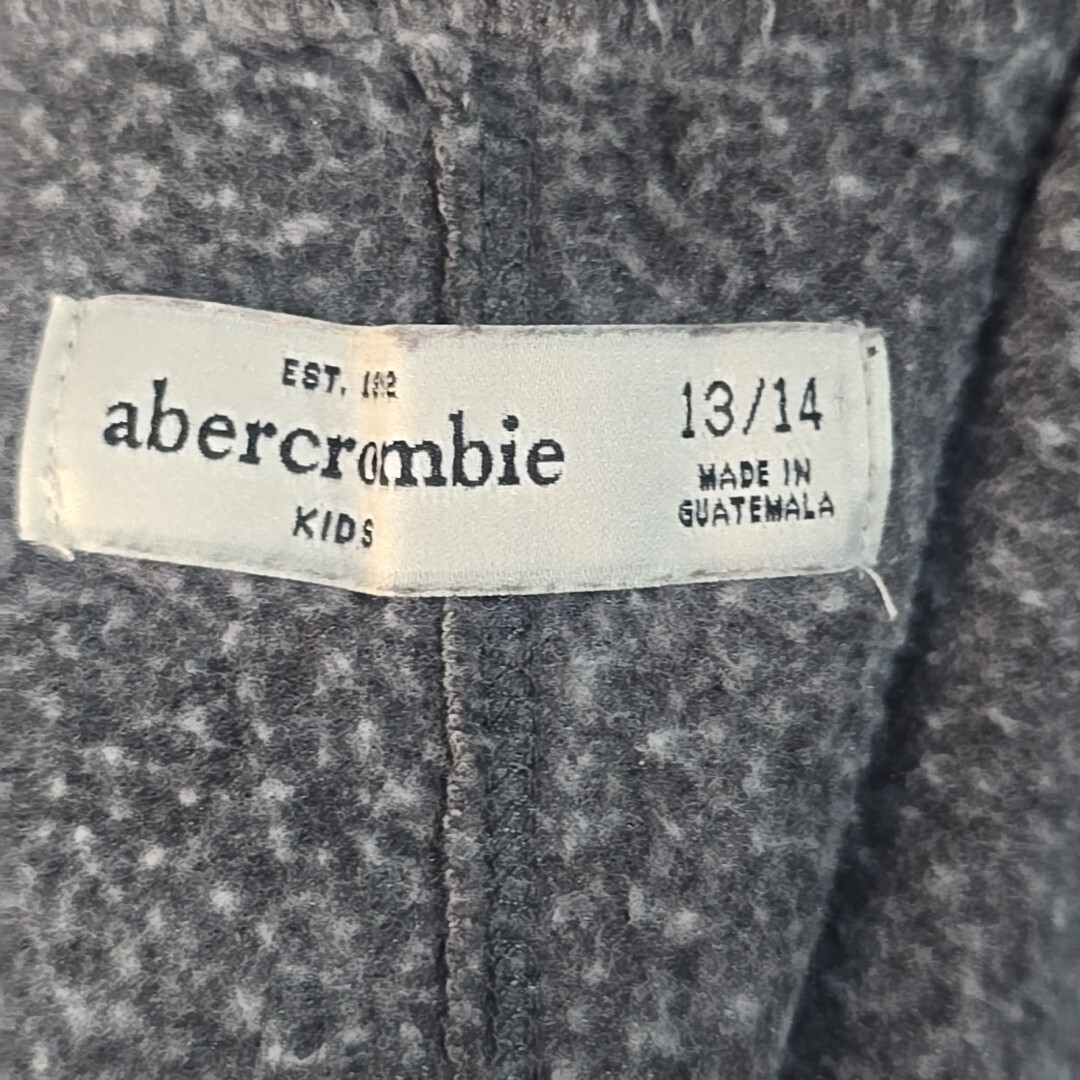 EST.
abercrombie
KIDS
13/14
MADE IN
GUATEMALA